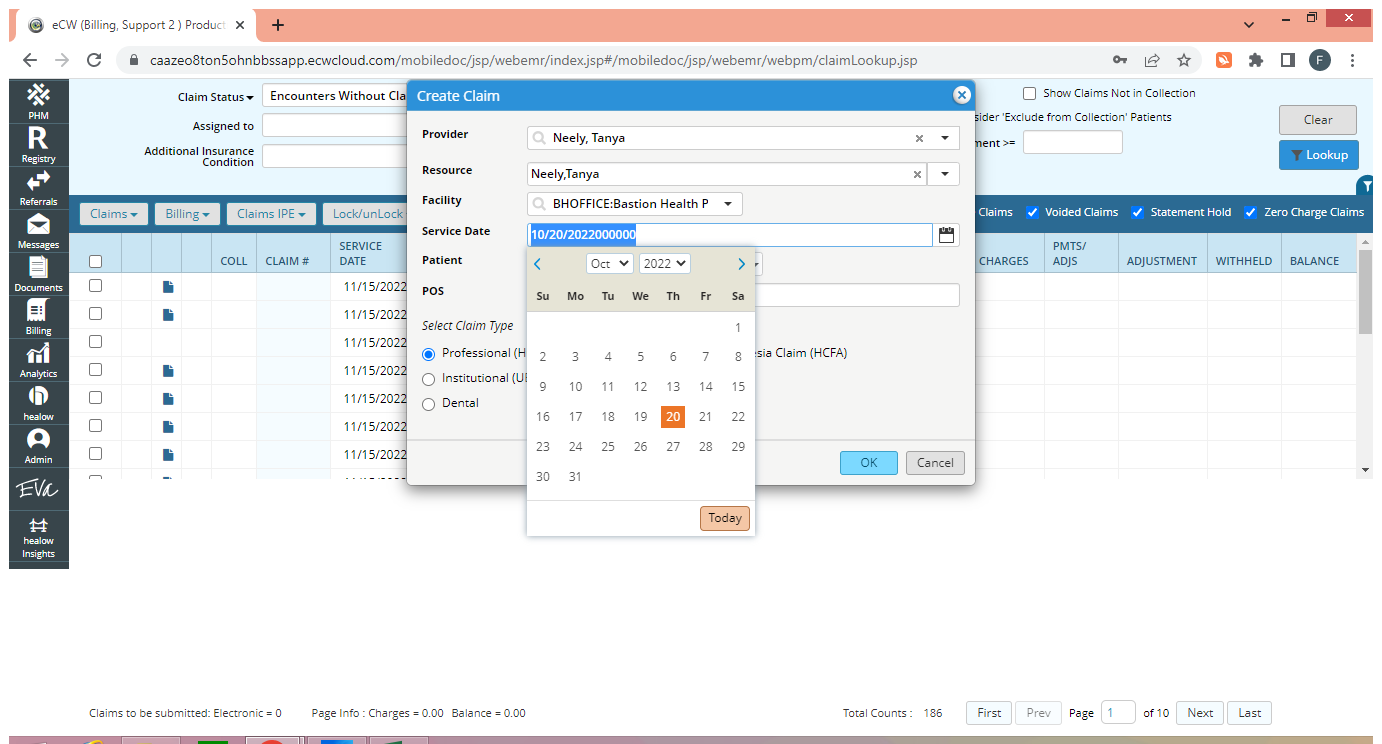 eCW (Billing, Support 2 ) Product
caazeo8ton5ohnbbssapp.ecwcloud.com/mobiledoc/jsp/webemr/index.jsp#/mobiledoc/jsp/webemr/webpm/claimLookup.jsp
F
PHM
Registry
Referrals
Messages
Documents
Billing
Analytics
healow
Admin
EVA
healow
Insights
Claim Status
Encounters Without Cla
Assigned to
Additional Insurance
Condition
Show Claims Not in Collection
sider 'Exclude from Collection' Patients
ment >=
Clear
Lookup
Claims
Billing
Claims IPE
Lock/unLock
Claims
Voided Claims
Statement Hold
Zero Charge Claims
COLL
CLAIM #
SERVICE
DATE
CHARGES
PMTS/
ADJS
ADJUSTMENT
WITHHELD
BALANCE
11/15/2022
11/15/2022
11/15/2022
11/15/2022
11/15/2022
11/15/2022
11/15/2022
Create Claim
Provider
Neely, Tanya
Resource
Neely,Tanya
Facility
BHOFFICE:Bastion Health P
Service Date
10/20/2022000000
Patient
POS
Select Claim Type
Professional (H
sia Claim (HCFA)
Institutional (U
Dental
Oct 2022
Su Mo Tu We Th Fr Sa
1
2 3 4 5 6 7 8
9 10 11 12 13 14 15
16 17 18 19 20 21 22
23 24 25 26 27 28 29
30 31
Today
OK
Cancel
Claims to be submitted: Electronic = 0
Page Info : Charges = 0.00 Balance = 0.00
Total Counts : 186
First
Prev
Page 1 of 10
Next
Last